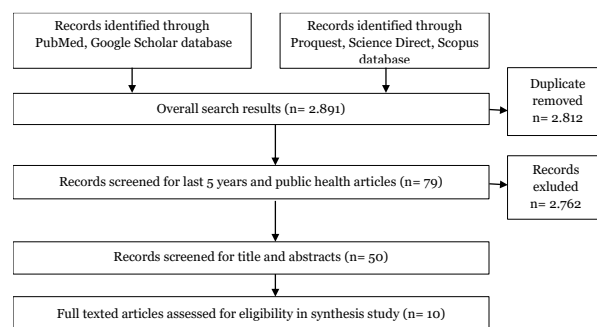 Records identified through
PubMed, Google Scholar database
Records identified through
Proquest, Science Direct, Scopus
database
Duplicate
removed
n= 2.812
Overall search results (n= 2.891)
Records screened for last 5 years and public health articles (n= 79)
Records
exluded
n= 2.762
Records screened for title and abstracts (n= 50)
Full texted articles assessed for eligibility in synthesis study (n= 10)